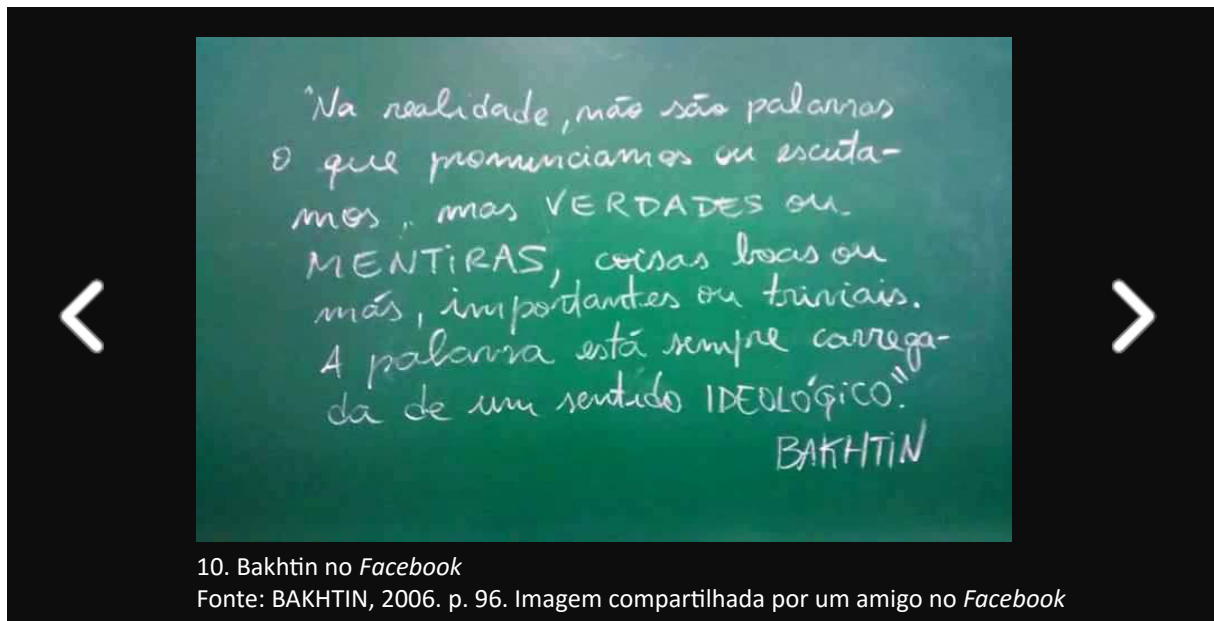 "Na realidade, não são palavras
o que pronunciamos ou escuta-
mos, mas VERDADES ou
MENTIRAS, coisas boas ou
más, importantes ou triviais.
A palavra está sempre carrega-
da de um sentido IDEOLÓGICO."
BAKHTIN
10. Bakhtin no Facebook
Fonte: BAKHTIN, 2006. p. 96. Imagem compartilhada por um amigo no Facebook